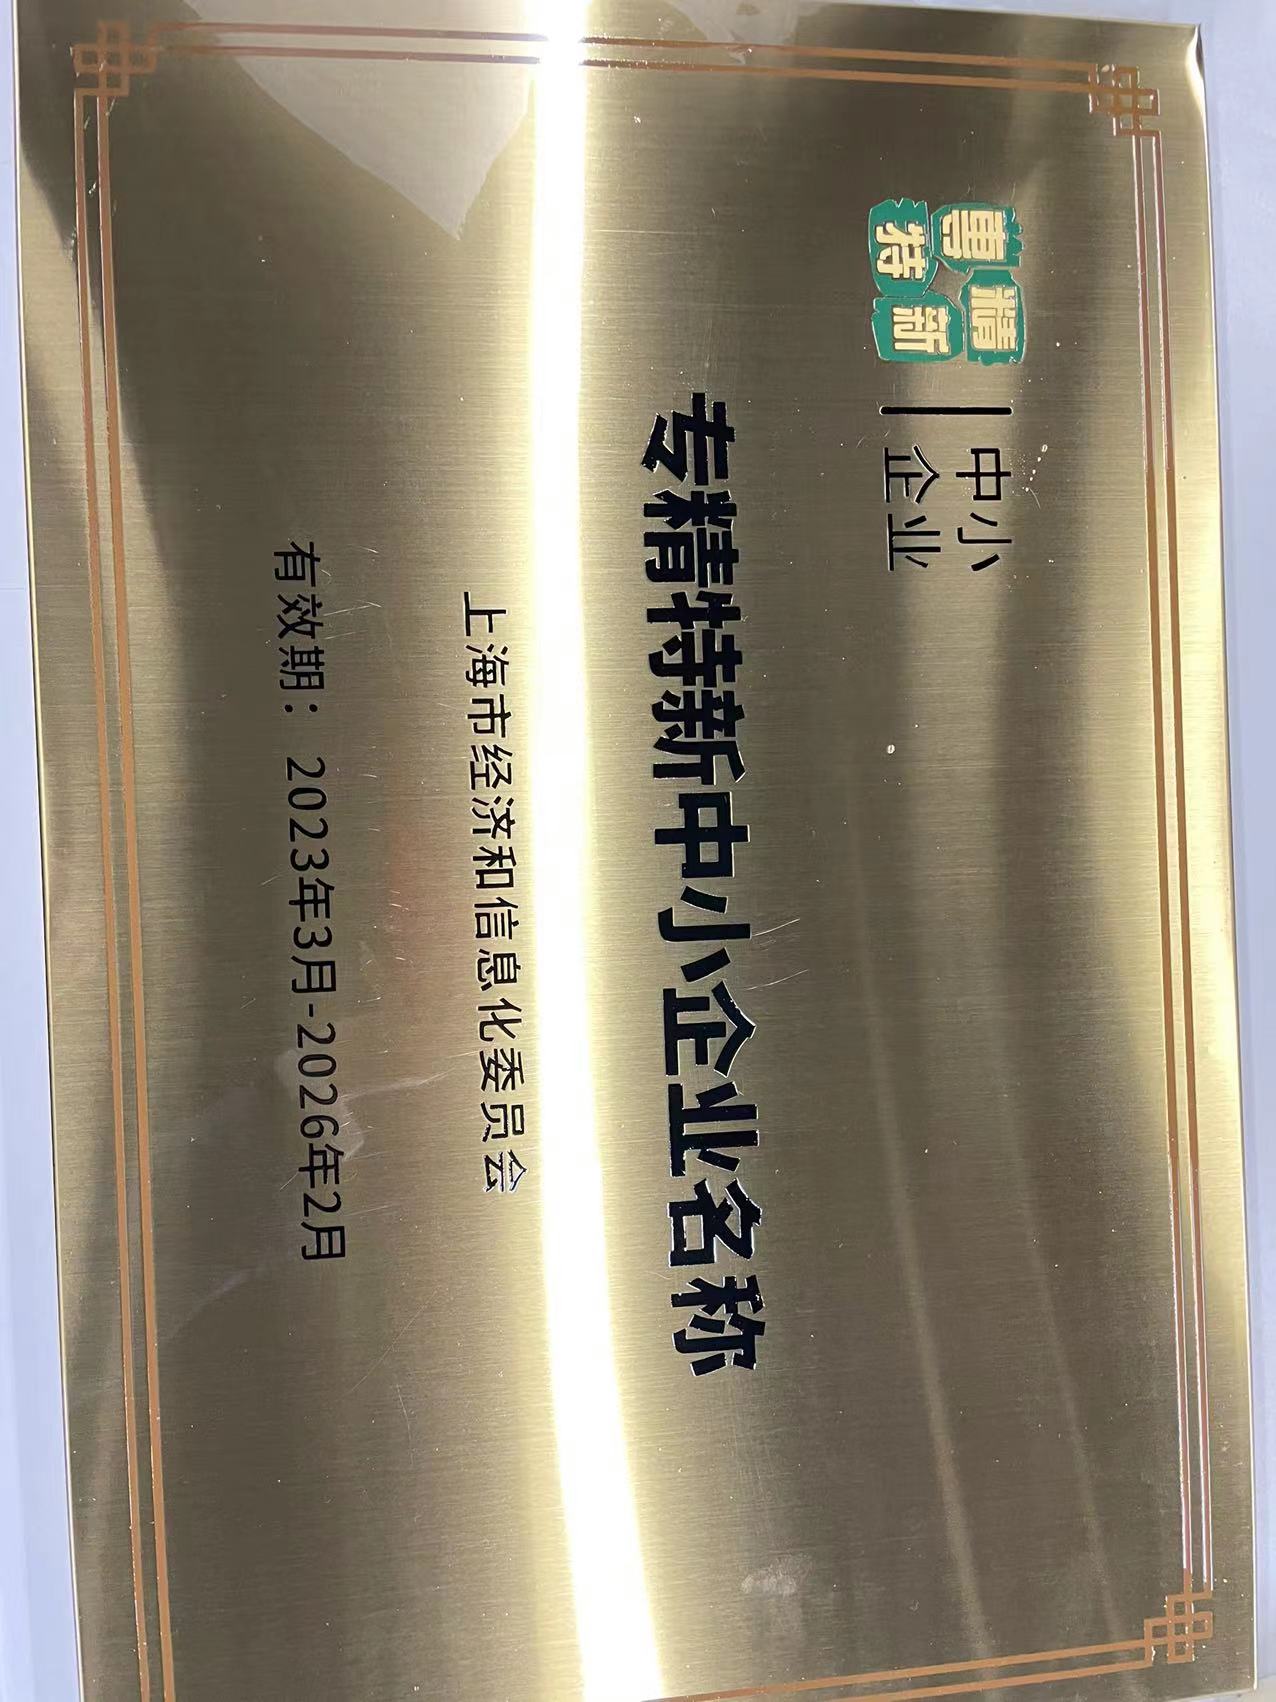 專精
特新
中小
企业
专精特新中小企业名称
上海市经济和信息化委员会
有效期：2023年3月-2026年2月